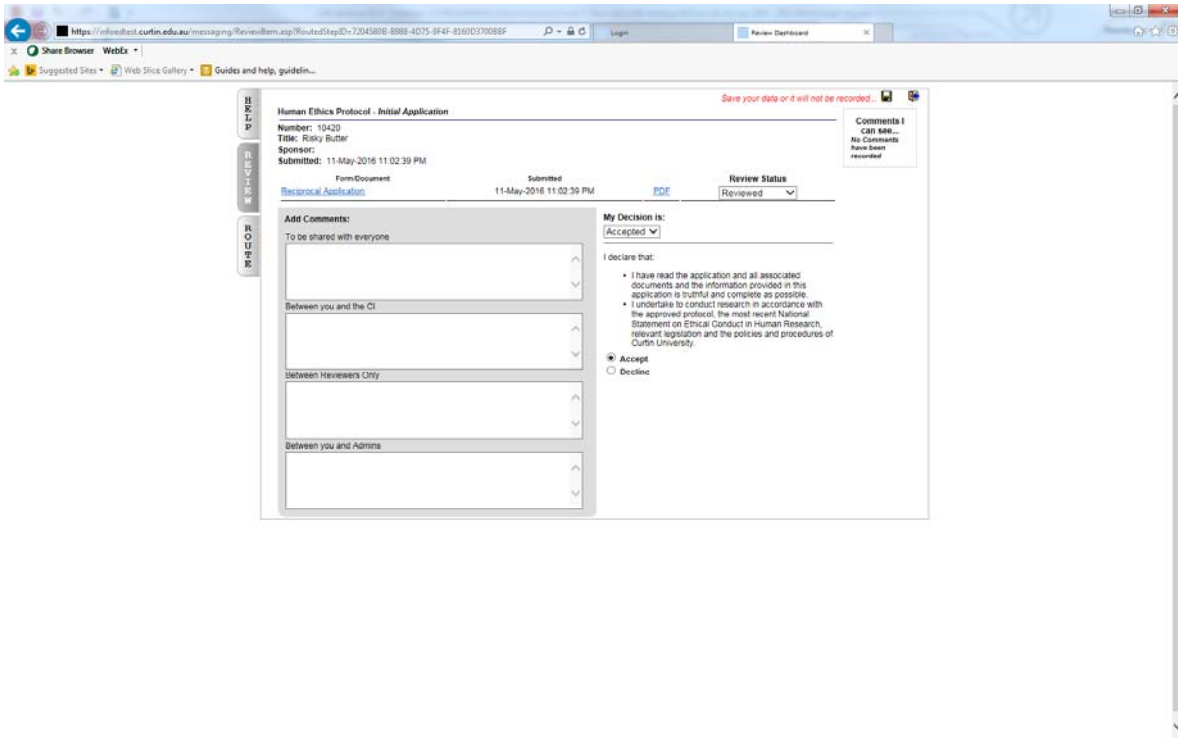 https://infoedtest.curtin.edu.au/messaging/ReviewItem.asp?RoutedStepID=
Login
Review Dashboard
x Share Browser WebEx
Suggested Sites Web Slice Gallery Guides and help, guidelin...
HELP
REVIEW
ROUTE
Save your data or it will not be recorded...
Human Ethics Protocol - Initial Application
Number: 10420
Title: Risky Butter
Sponsor:
Submitted: 11-May-2016 11:02:39 PM
Comments I
can see...
No Comments
have been
recorded
Form/Document Submitted Review Status
Reciprocal Application 11-May-2016 11:02:39 PM PDF Reviewed
Add Comments:
To be shared with everyone
Between you and the CI
Between Reviewers Only
Between you and Admins
My Decision is:
Accepted
I declare that:
• I have read the application and all associated
documents and the information provided in this
application is truthful and complete as possible.
• I undertake to conduct research in accordance with
the approved protocol, the most recent National
Statement on Ethical Conduct in Human Research,
relevant legislation and the policies and procedures of
Curtin University.
Accept
Decline